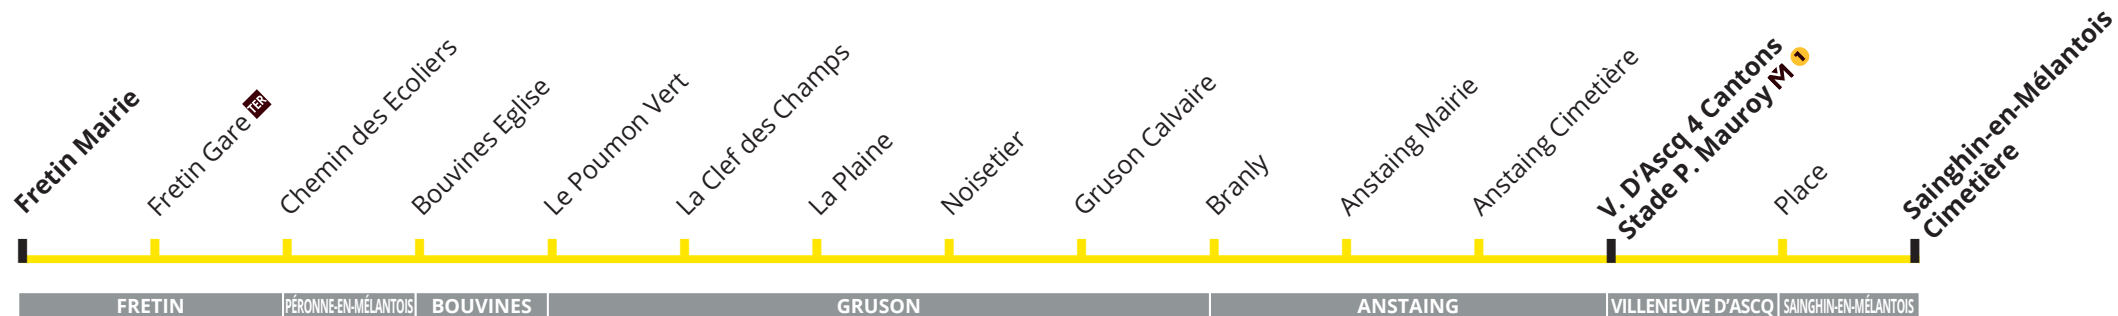 Fretin Mairie
Fretin Gare TER
Chemin des Ecoliers
Bouvines Eglise
Le Poumon Vert
La Clef des Champs
La Plaine
Noisetier
Gruson Calvaire
Branly
Anstaing Mairie
Anstaing Cimetière
V. D'Ascq 4 Cantons
Stade P. Mauroy M 1
Place
Sainghin-en-Mélantois
Cimetière
FRETIN
PÉRONNE-EN-MÉLANTOIS
BOUVINES
GRUSON
ANSTAING
VILLENEUVE D'ASCQ
SAINGHIN-EN-MÉLANTOIS